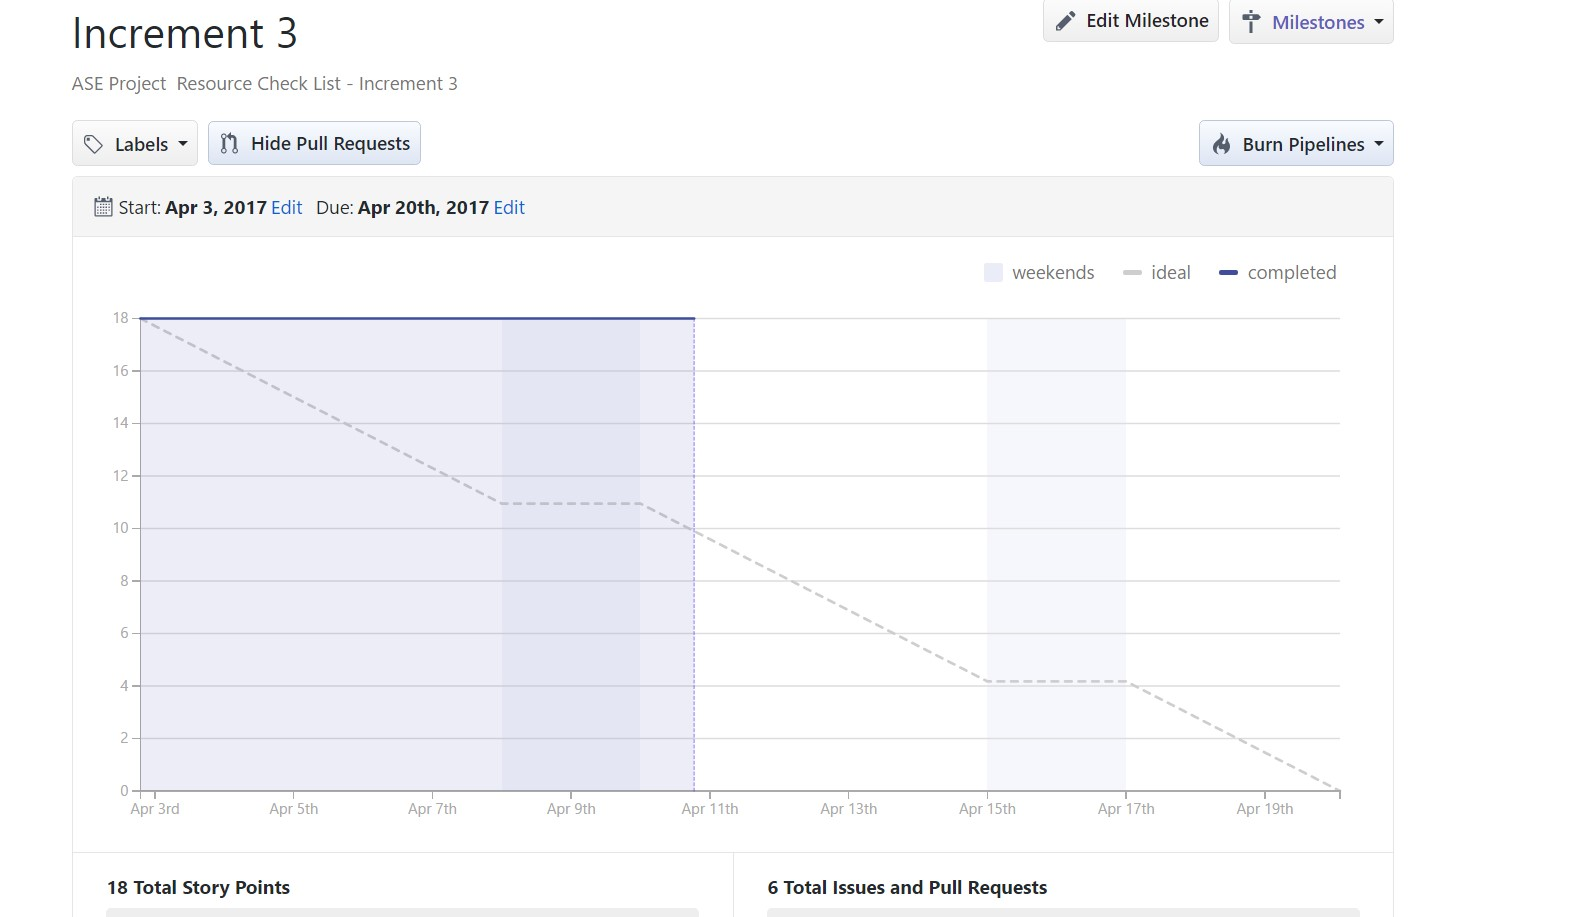 Increment 3
Edit Milestone
Milestones
ASE Project Resource Check List - Increment 3
Labels
Hide Pull Requests
Burn Pipelines
Start: Apr 3, 2017 Edit Due: Apr 20th, 2017 Edit
weekends ideal completed
18
16
14
12
10
8
6
4
2
0
Apr 3rd Apr 5th Apr 7th Apr 9th Apr 11th Apr 13th Apr 15th Apr 17th Apr 19th
18 Total Story Points
6 Total Issues and Pull Requests